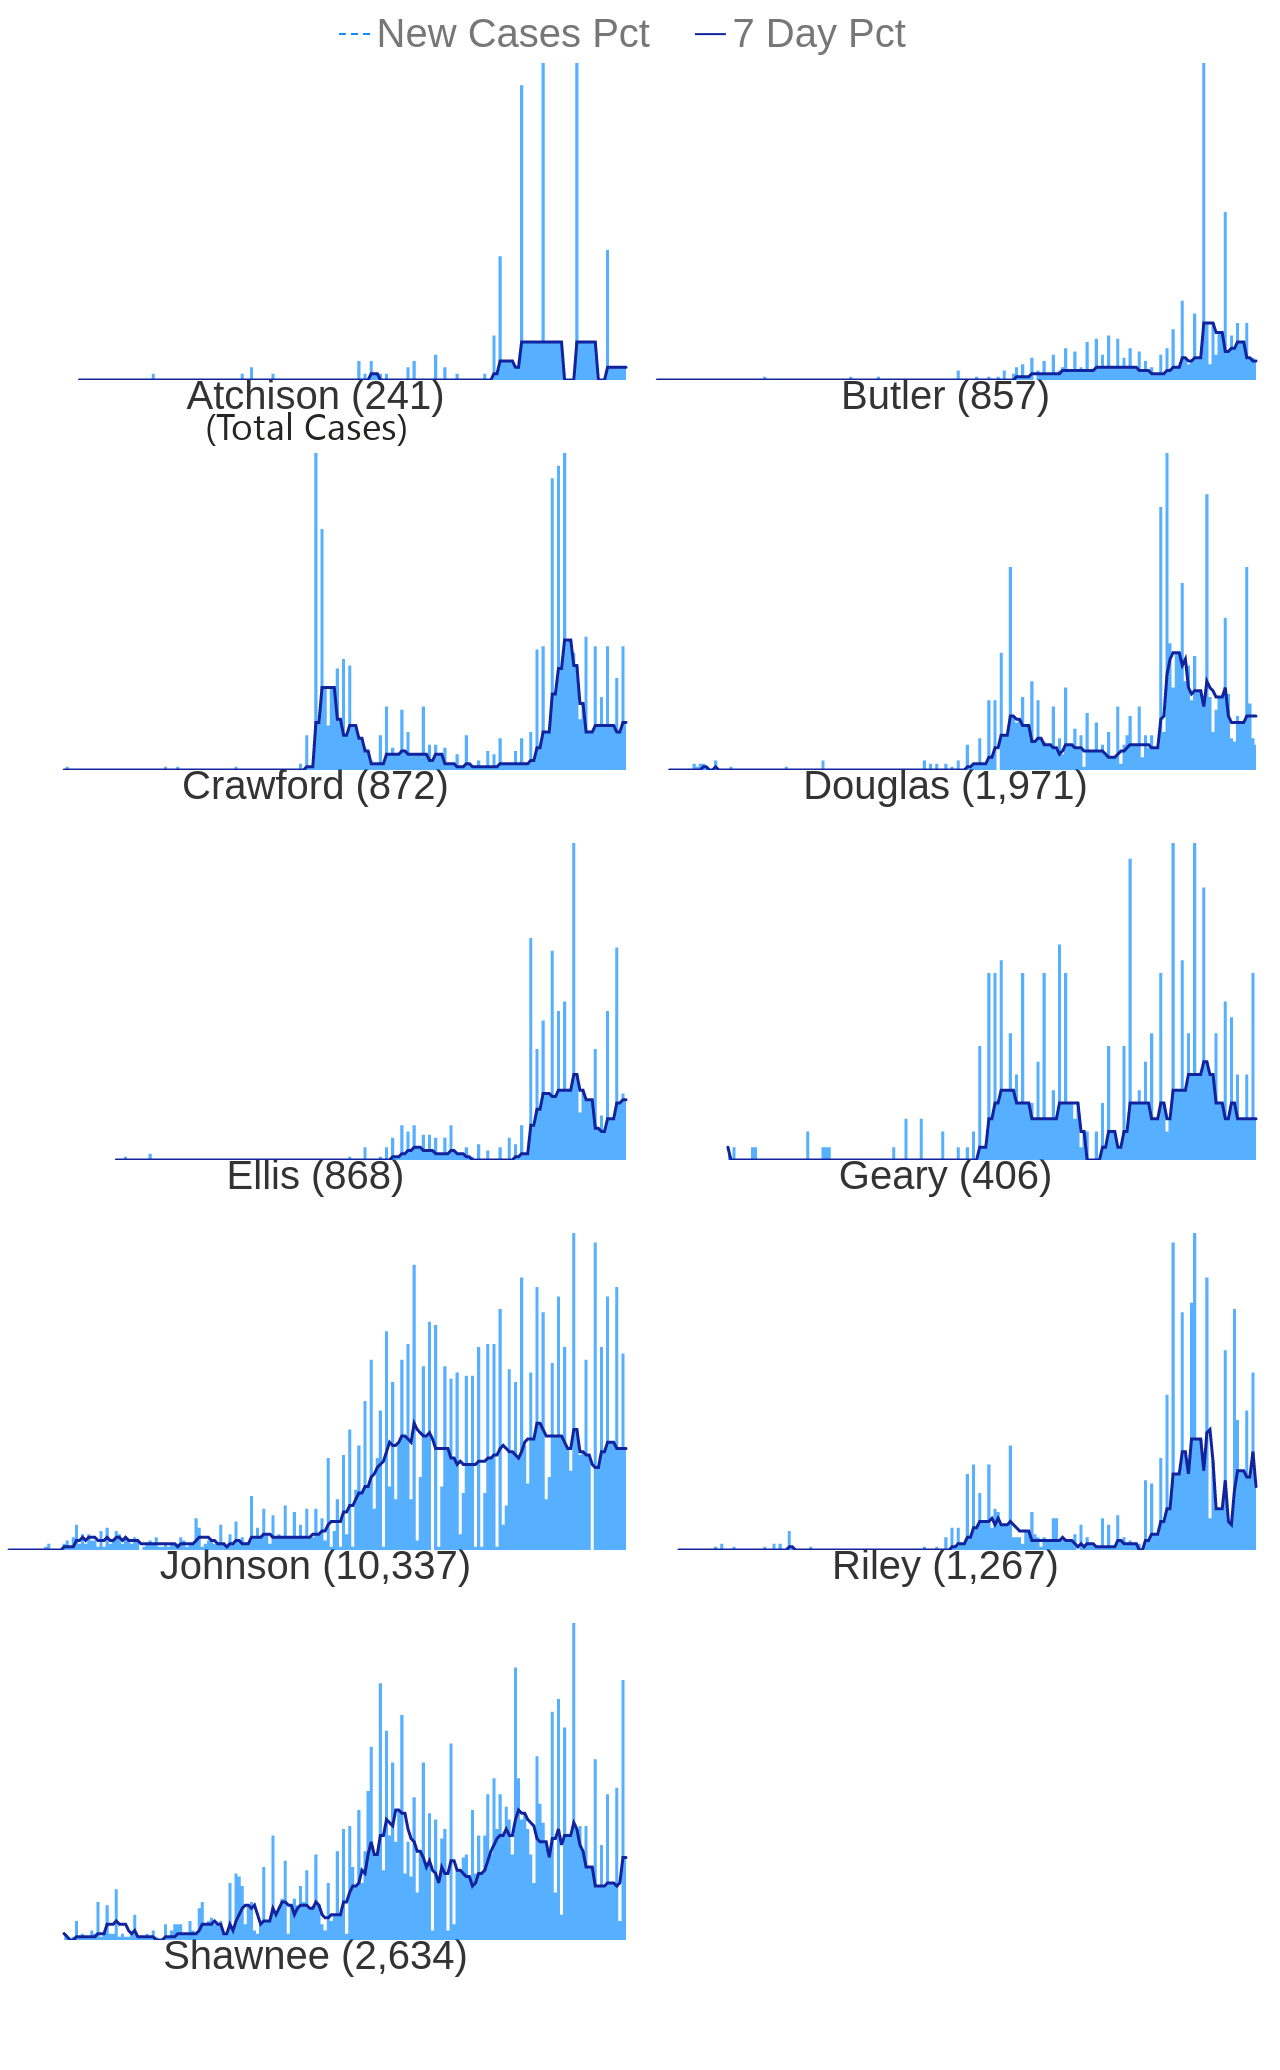 New Cases Pct 7 Day Pct
Atchison (241) Butler (857)
(Total Cases)
Crawford (872) Douglas (1,971)
Ellis (868) Geary (406)
Johnson (10,337) Riley (1,267)
Shawnee (2,634)